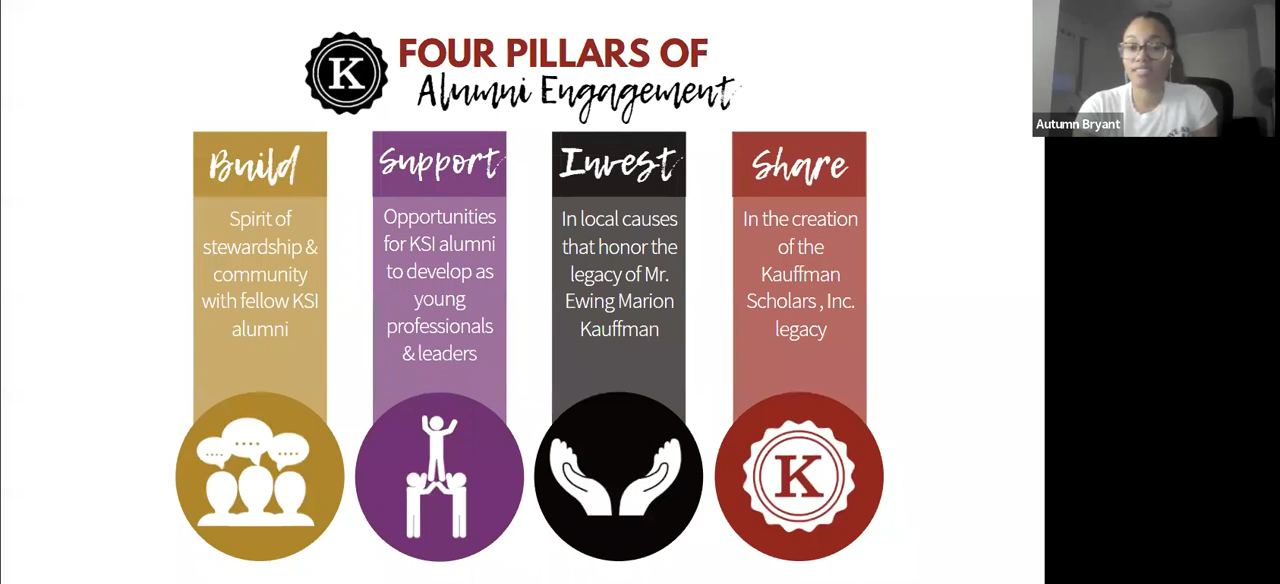 K
FOUR PILLARS OF
Alumni Engagement
Build
Spirit of
stewardship &
community
with fellow KSI
alumni
Support
Opportunities
for KSI alumni
to develop as
young
professionals
& leaders
Invest
In local causes
that honor the
legacy of Mr.
Ewing Marion
Kauffman
Share
In the creation
of the
Kauffman
Scholars , Inc.
legacy
K
Autumn Bryant